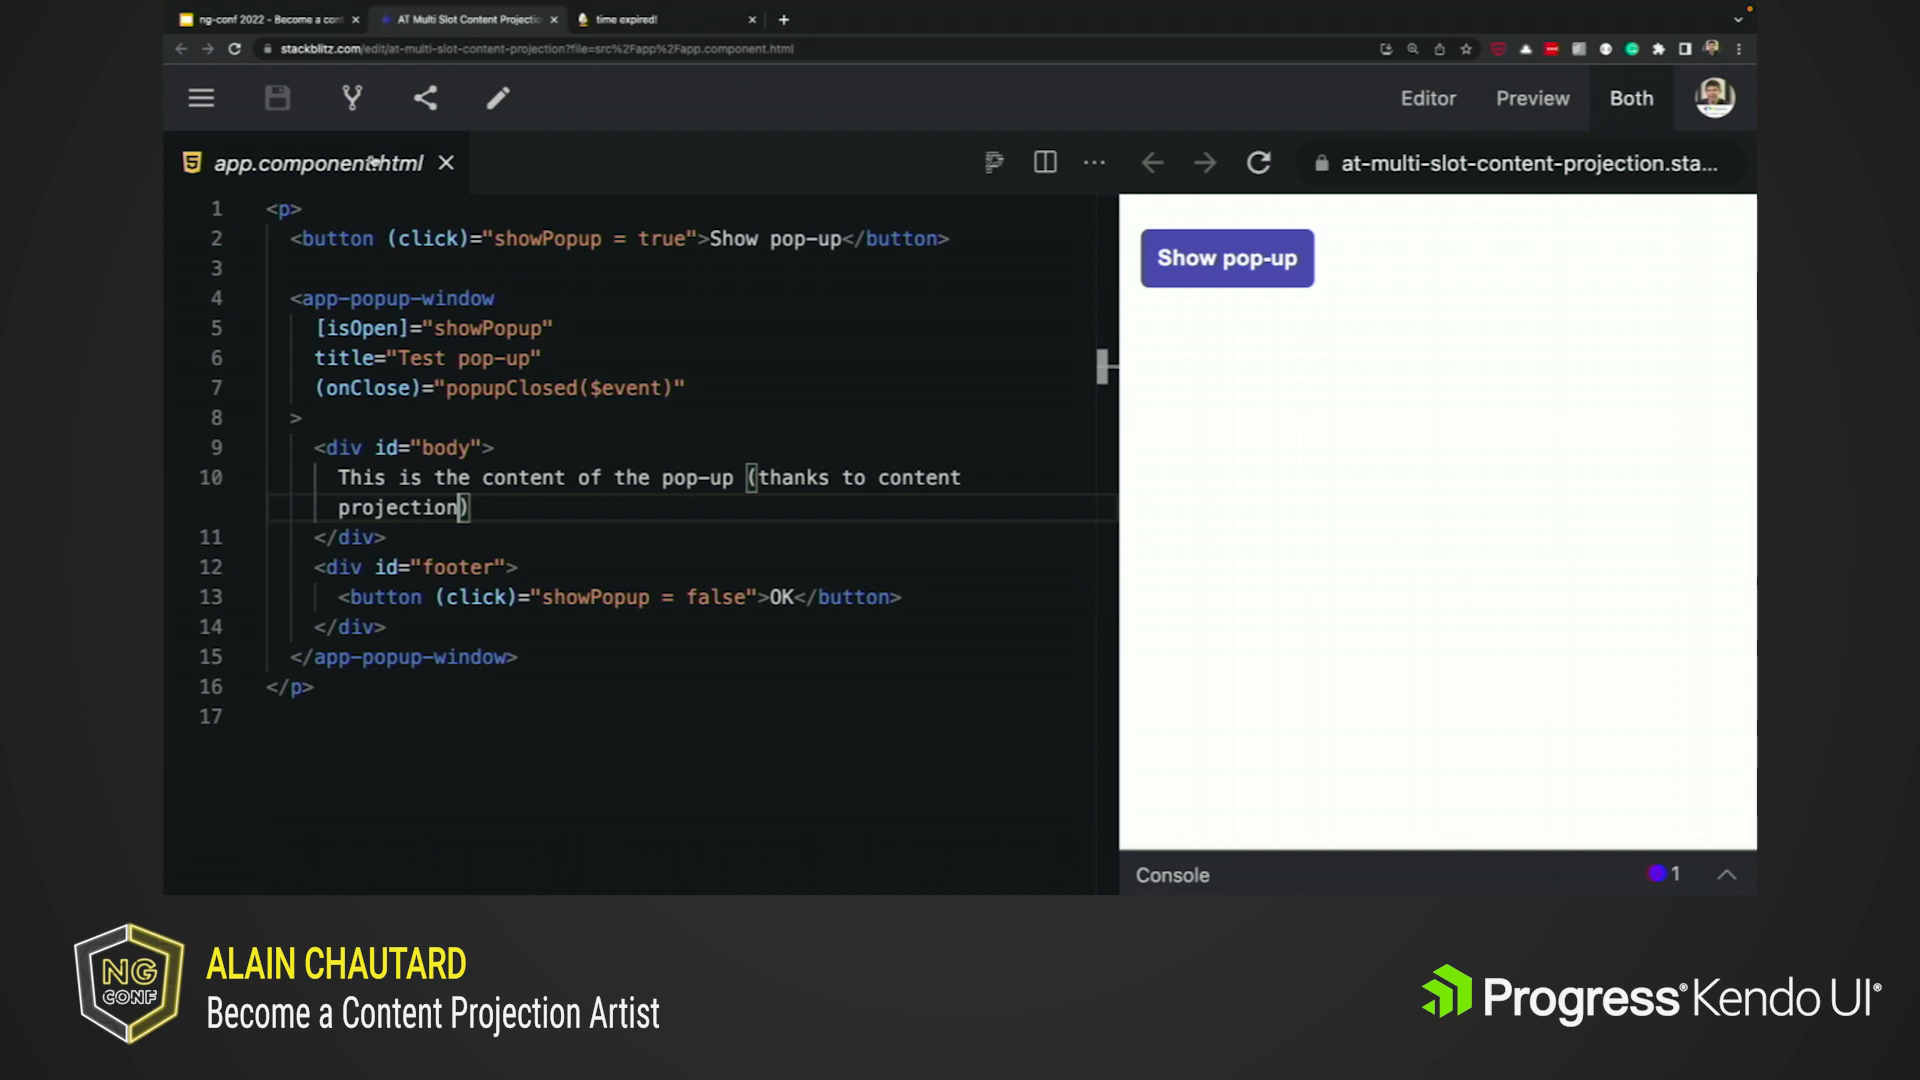 ng-conf 2022 - Become a cont
AT Multi Slot Content Projectio
time expired!
stackblitz.com/edit/at-multi-slot-content-projection?file=src%2Fapp%2Fapp.component.html
Editor
Preview
Both
app.component.html
at-multi-slot-content-projection.sta...
1 <p>
2 <button (click)="showPopup = true">Show pop-up</button>
3
4 <app-popup-window
5 [isOpen]="showPopup"
6 title="Test pop-up"
7 (onClose)="popupClosed($event)"
8 >
9 <div id="body">
10 This is the content of the pop-up (thanks to content
projection)
11 </div>
12 <div id="footer">
13 <button (click)="showPopup = false">OK</button>
14 </div>
15 </app-popup-window>
16 </p>
17
Show pop-up
Console
1
NG
CONF
ALAIN CHAUTARD
Become a Content Projection Artist
Progress® Kendo UI®